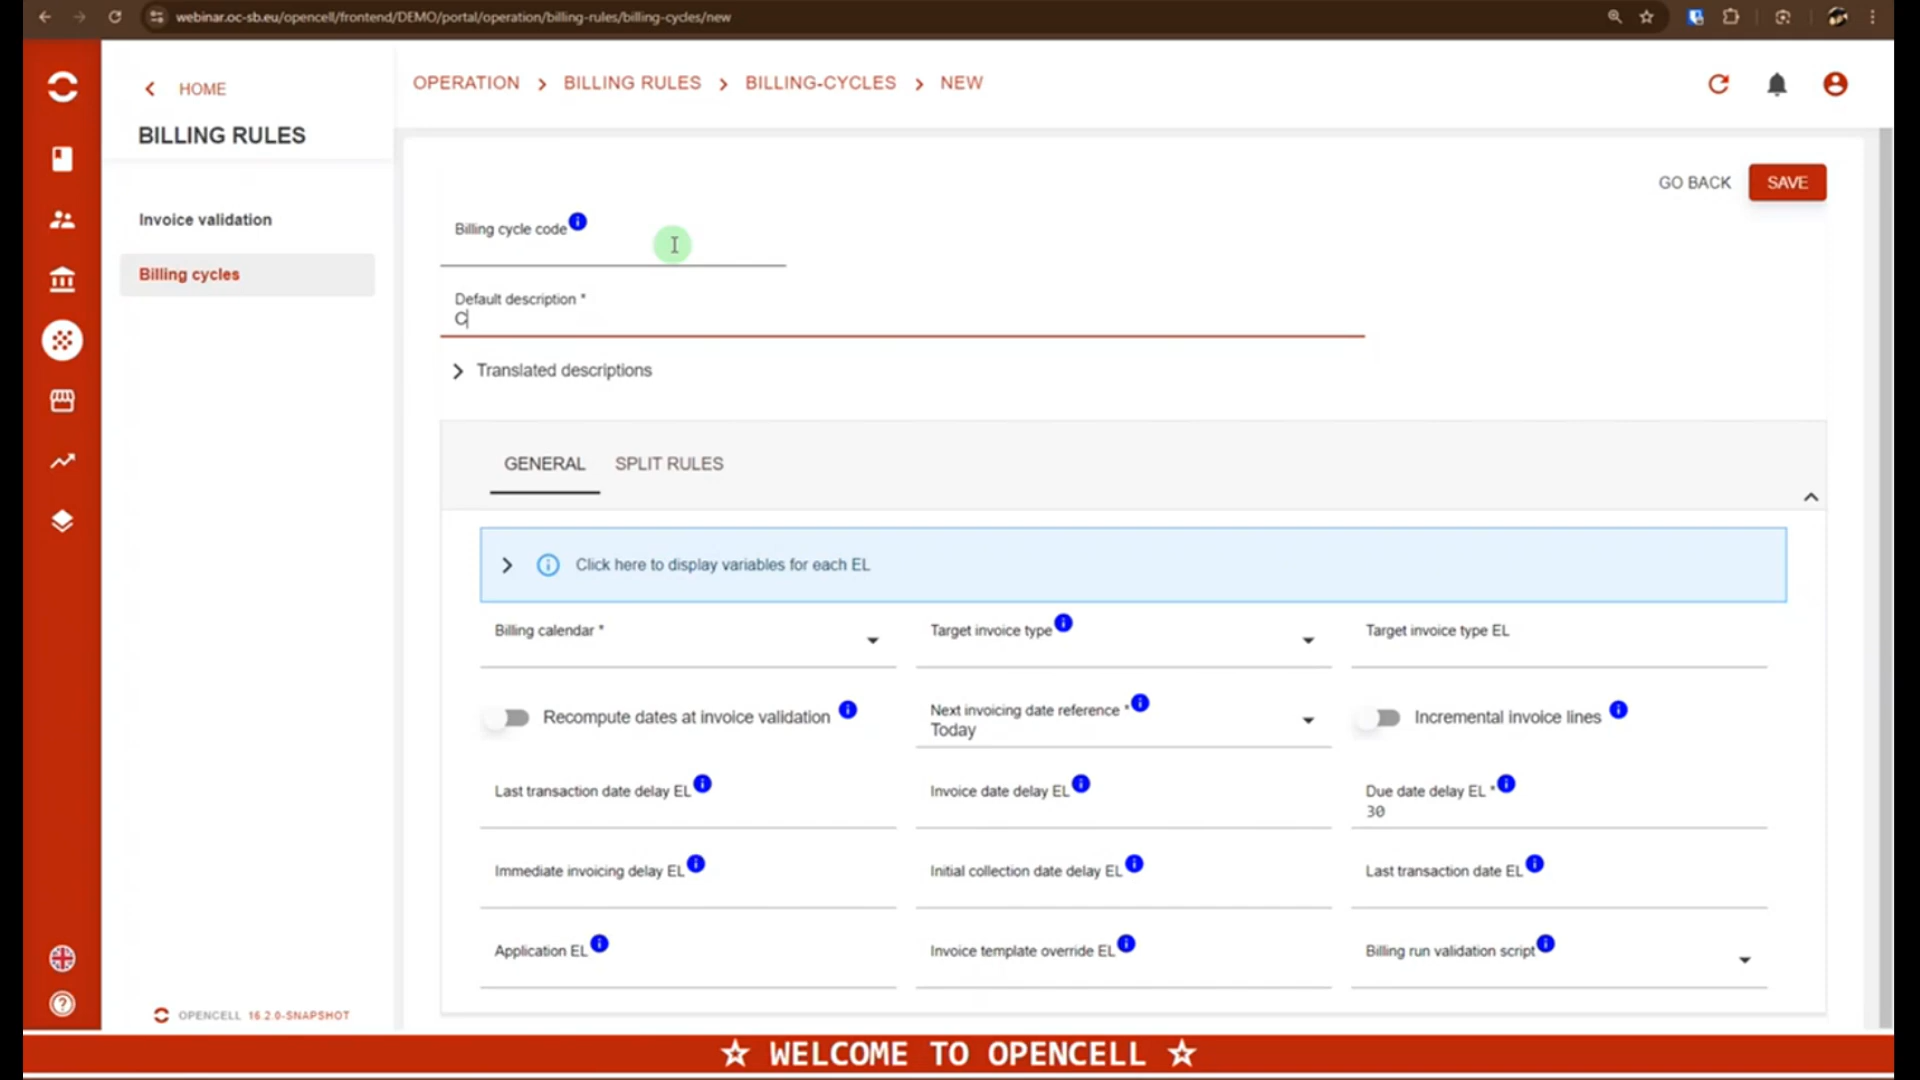 webinar.oc-sb.eu/opencell/frontend/DEMO/portal/operation/billing-rules/billing-cycles/new
HOME
OPERATION > BILLING RULES > BILLING-CYCLES > NEW
BILLING RULES
GO BACK
SAVE
Invoice validation
Billing cycles
Billing cycle code
Default description *
C
Translated descriptions
GENERAL
SPLIT RULES
Click here to display variables for each EL
Billing calendar *
Target invoice type
Target invoice type EL
Recompute dates at invoice validation
Next invoicing date reference *
Today
Incremental invoice lines
Last transaction date delay EL
Invoice date delay EL
Due date delay EL *
30
Immediate invoicing delay EL
Initial collection date delay EL
Last transaction date EL
Application EL
Invoice template override EL
Billing run validation script
OPENCELL 16.2.0-SNAPSHOT
☆ WELCOME TO OPENCELL ☆